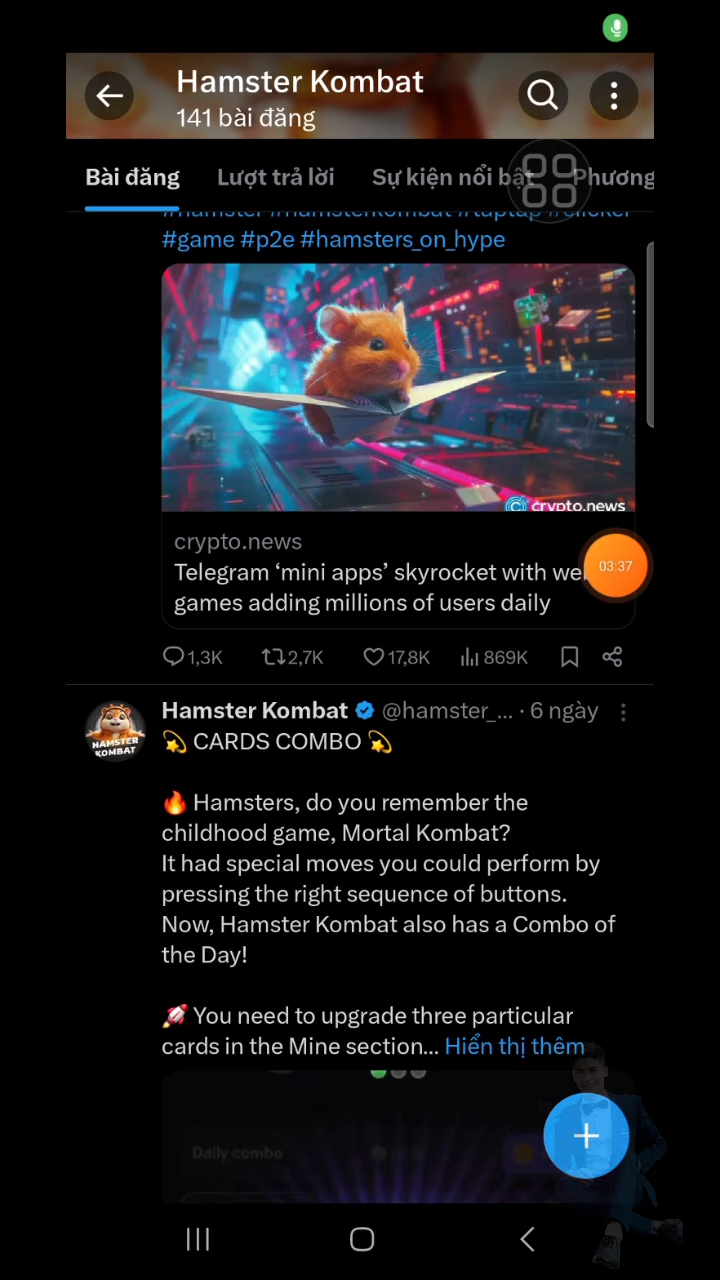 Hamster Kombat
141 bài đăng
Bài đăng Lượt trả lời Sự kiện nổi bật Phương
#hamster #hamsterkombat #taptap #clicker
#game #p2e #hamsters_on_hype
crypto.news
crypto.news
Telegram ‘mini apps’ skyrocket with we
games adding millions of users daily
03:37
1,3K 2,7K 17,8K 869K
Hamster Kombat @hamster_... · 6 ngày
HAMSTER
KOMBAT
💫 CARDS COMBO 💫
🔥 Hamsters, do you remember the
childhood game, Mortal Kombat?
It had special moves you could perform by
pressing the right sequence of buttons.
Now, Hamster Kombat also has a Combo of
the Day!
🚀 You need to upgrade three particular
cards in the Mine section... Hiển thị thêm
Daily combo